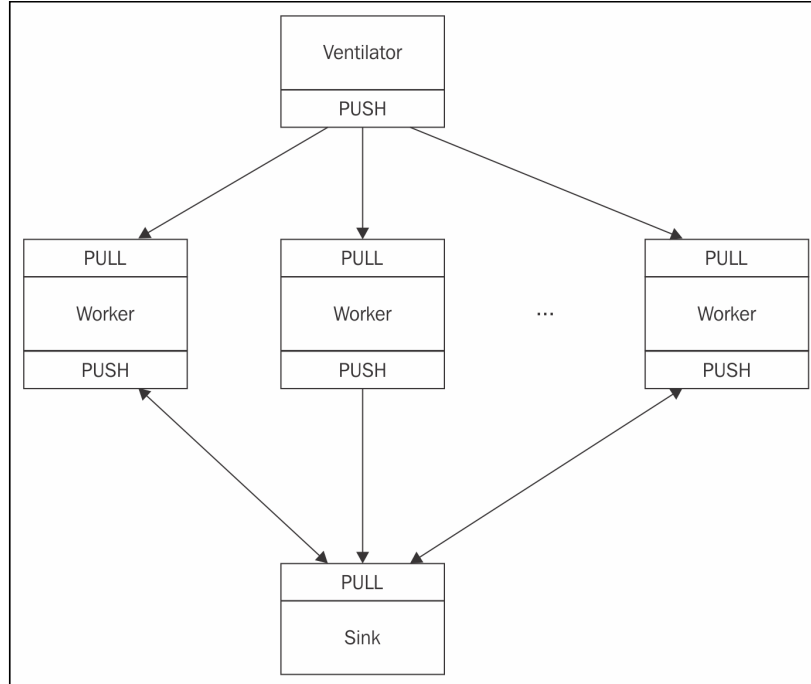 Ventilator
PUSH
PULL
PULL
PULL
Worker
Worker
...
Worker
PUSH
PUSH
PUSH
PULL
Sink